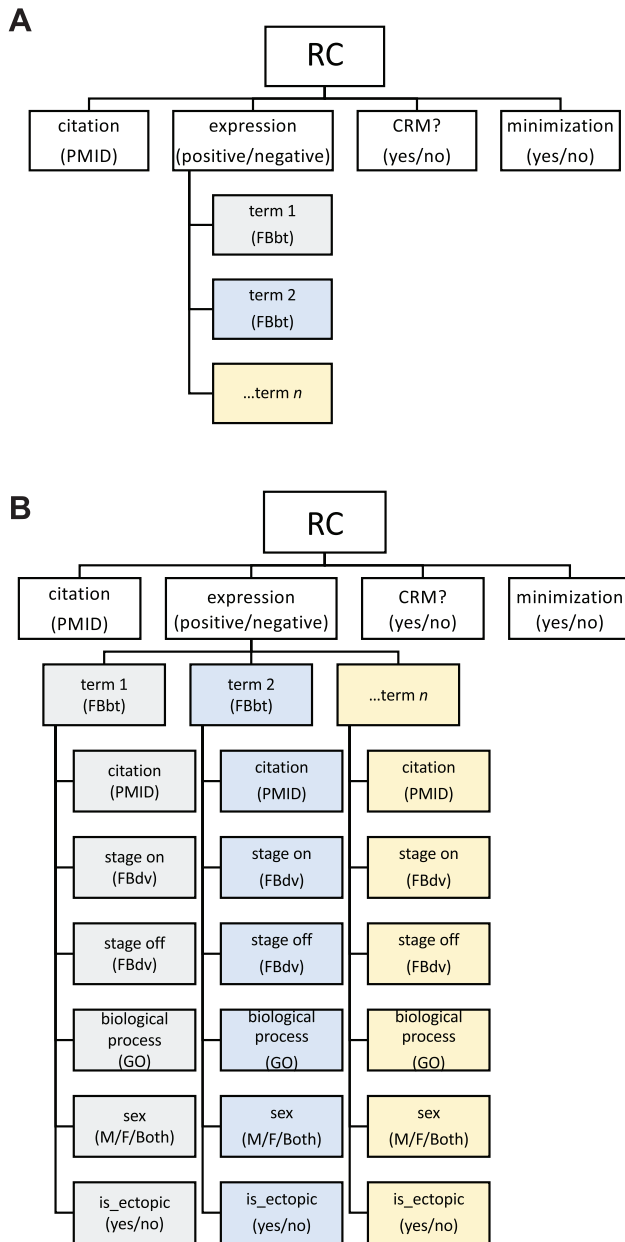 A
RC
citation
(PMID)
expression
(positive/negative)
CRM?
(yes/no)
minimization
(yes/no)
term 1
(FBbt)
term 2
(FBbt)
...term n
B
RC
citation
(PMID)
expression
(positive/negative)
CRM?
(yes/no)
minimization
(yes/no)
term 1
(FBbt)
term 2
(FBbt)
...term n
citation
(PMID)
citation
(PMID)
citation
(PMID)
stage on
(FBdv)
stage on
(FBdv)
stage on
(FBdv)
stage off
(FBdv)
stage off
(FBdv)
stage off
(FBdv)
biological
process
(GO)
biological
process
(GO)
biological
process
(GO)
sex
(M/F/Both)
sex
(M/F/Both)
sex
(M/F/Both)
is_ectopic
(yes/no)
is_ectopic
(yes/no)
is_ectopic
(yes/no)